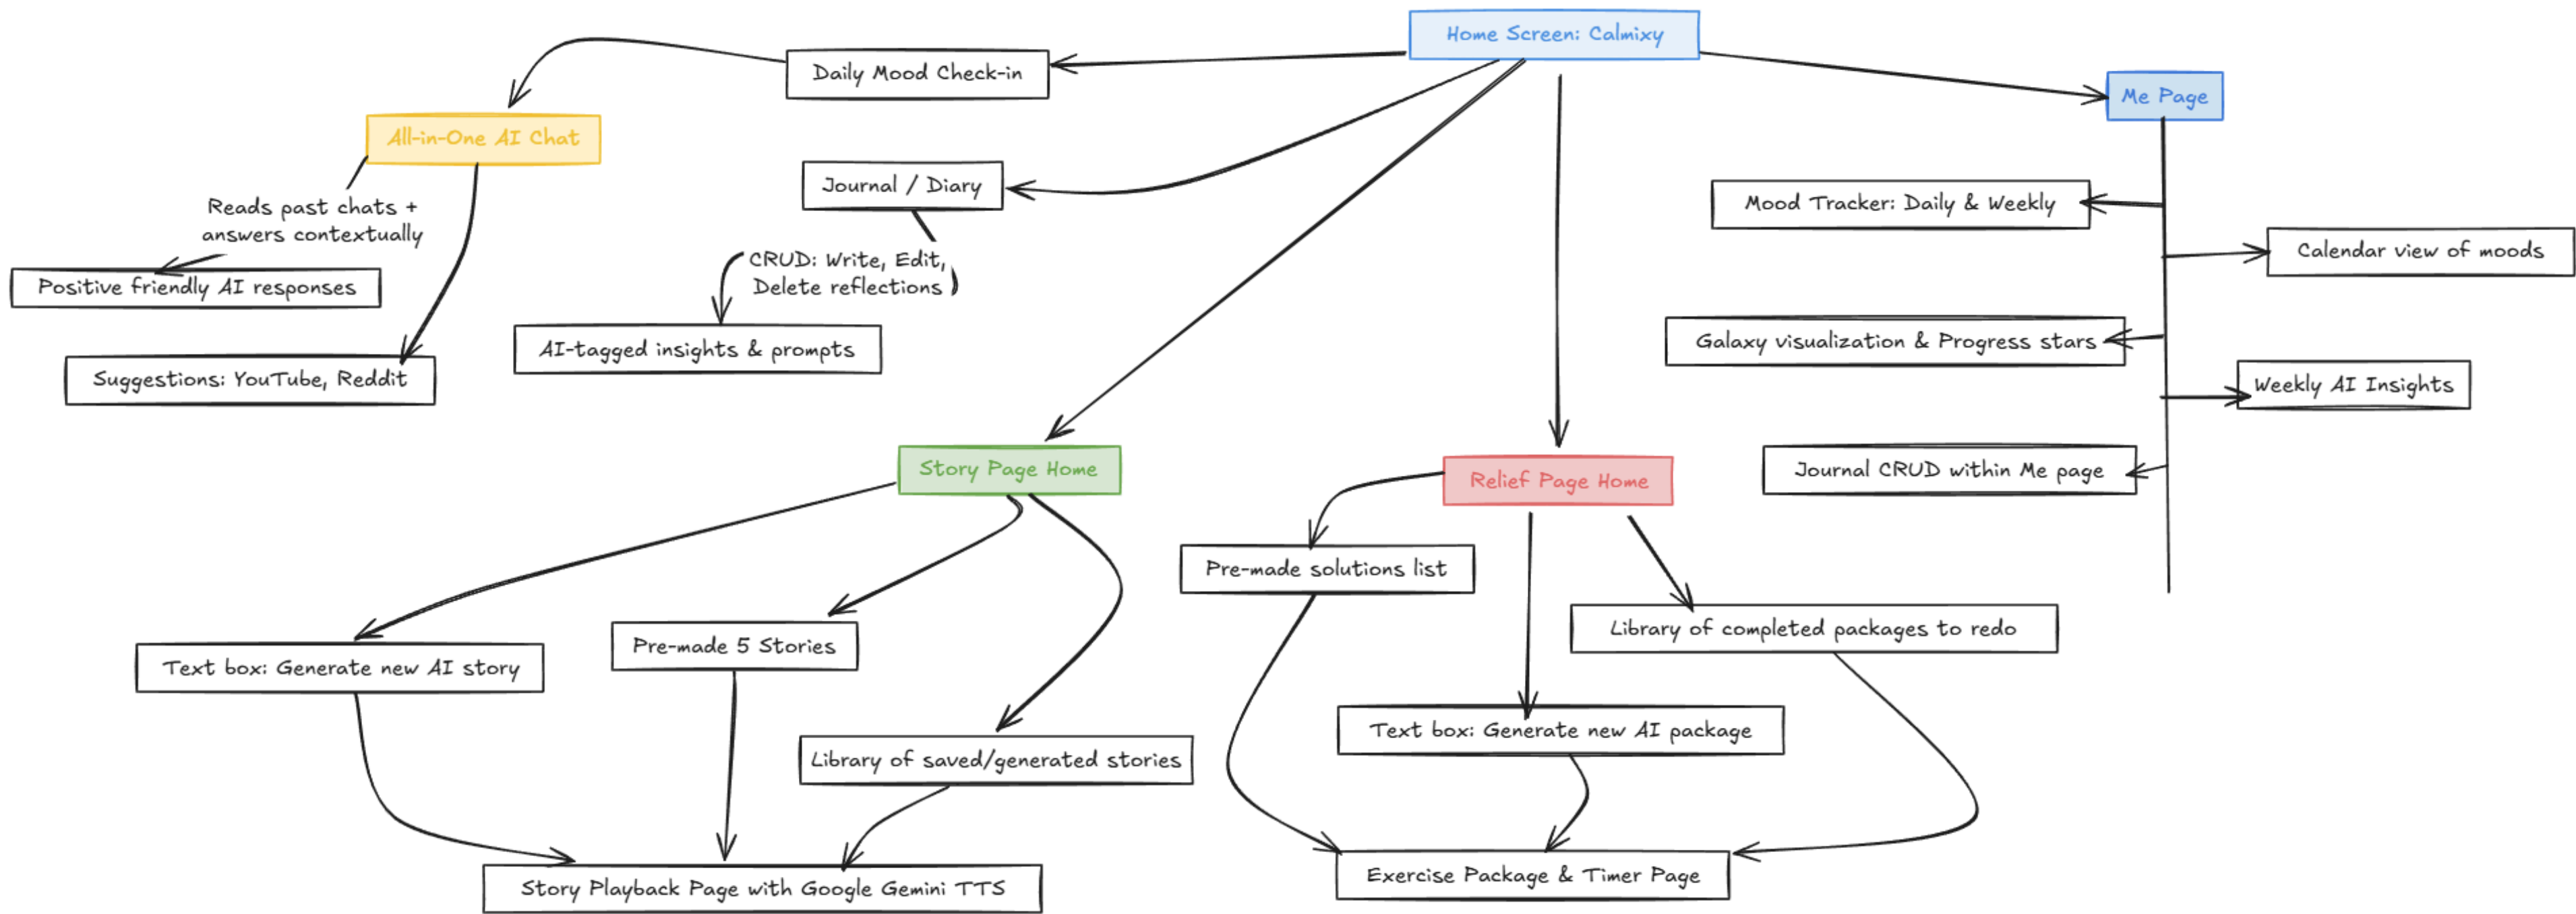 Home Screen: Calmixy
Daily Mood Check-in
Me Page
All-in-One AI Chat
Journal / Diary
Mood Tracker: Daily & Weekly
Reads past chats +
answers contextually
Calendar view of moods
CRUD: Write, Edit,
Delete reflections
Positive friendly AI responses
Galaxy visualization & Progress stars
AI-tagged insights & prompts
Suggestions: YouTube, Reddit
Weekly AI Insights
Story Page Home
Relief Page Home
Journal CRUD within Me page
Pre-made solutions list
Library of completed packages to redo
Text box: Generate new AI story
Pre-made 5 Stories
Text box: Generate new AI package
Library of saved/generated stories
Story Playback Page with Google Gemini TTS
Exercise Package & Timer Page